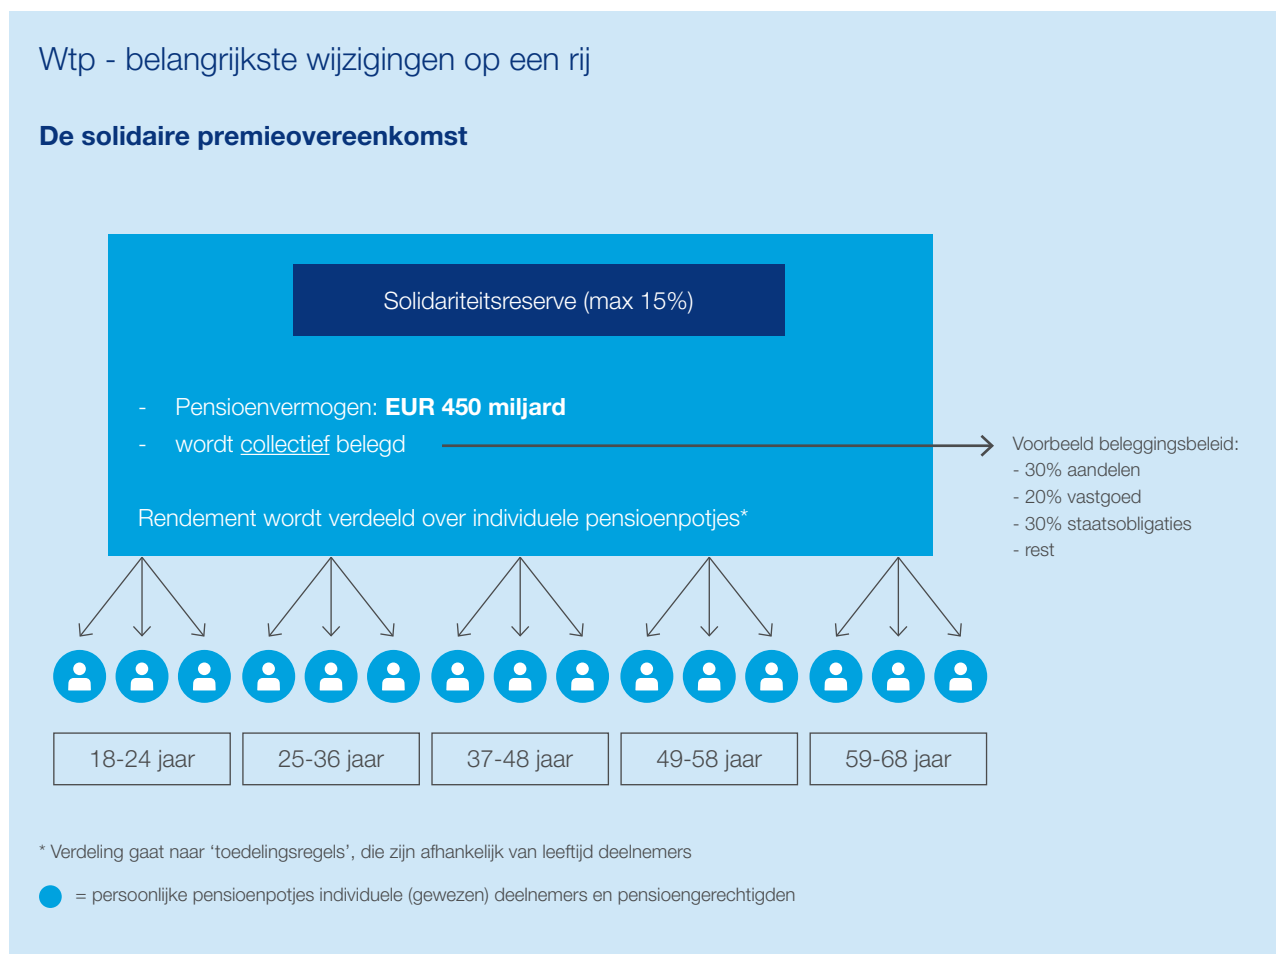 Wtp - belangrijkste wijzigingen op een rij
De solidaire premieovereenkomst
Solidariteitsreserve (max 15%)
- Pensioenvermogen: EUR 450 miljard
- wordt collectief belegd
Rendement wordt verdeeld over individuele pensioenpotjes*
Voorbeeld beleggingsbeleid:
- 30% aandelen
- 20% vastgoed
- 30% staatsobligaties
- rest
18-24 jaar
25-36 jaar
37-48 jaar
49-58 jaar
59-68 jaar
* Verdeling gaat naar ‘toedelingsregels’, die zijn afhankelijk van leeftijd deelnemers
= persoonlijke pensioenpotjes individuele (gewezen) deelnemers en pensioengerechtigden